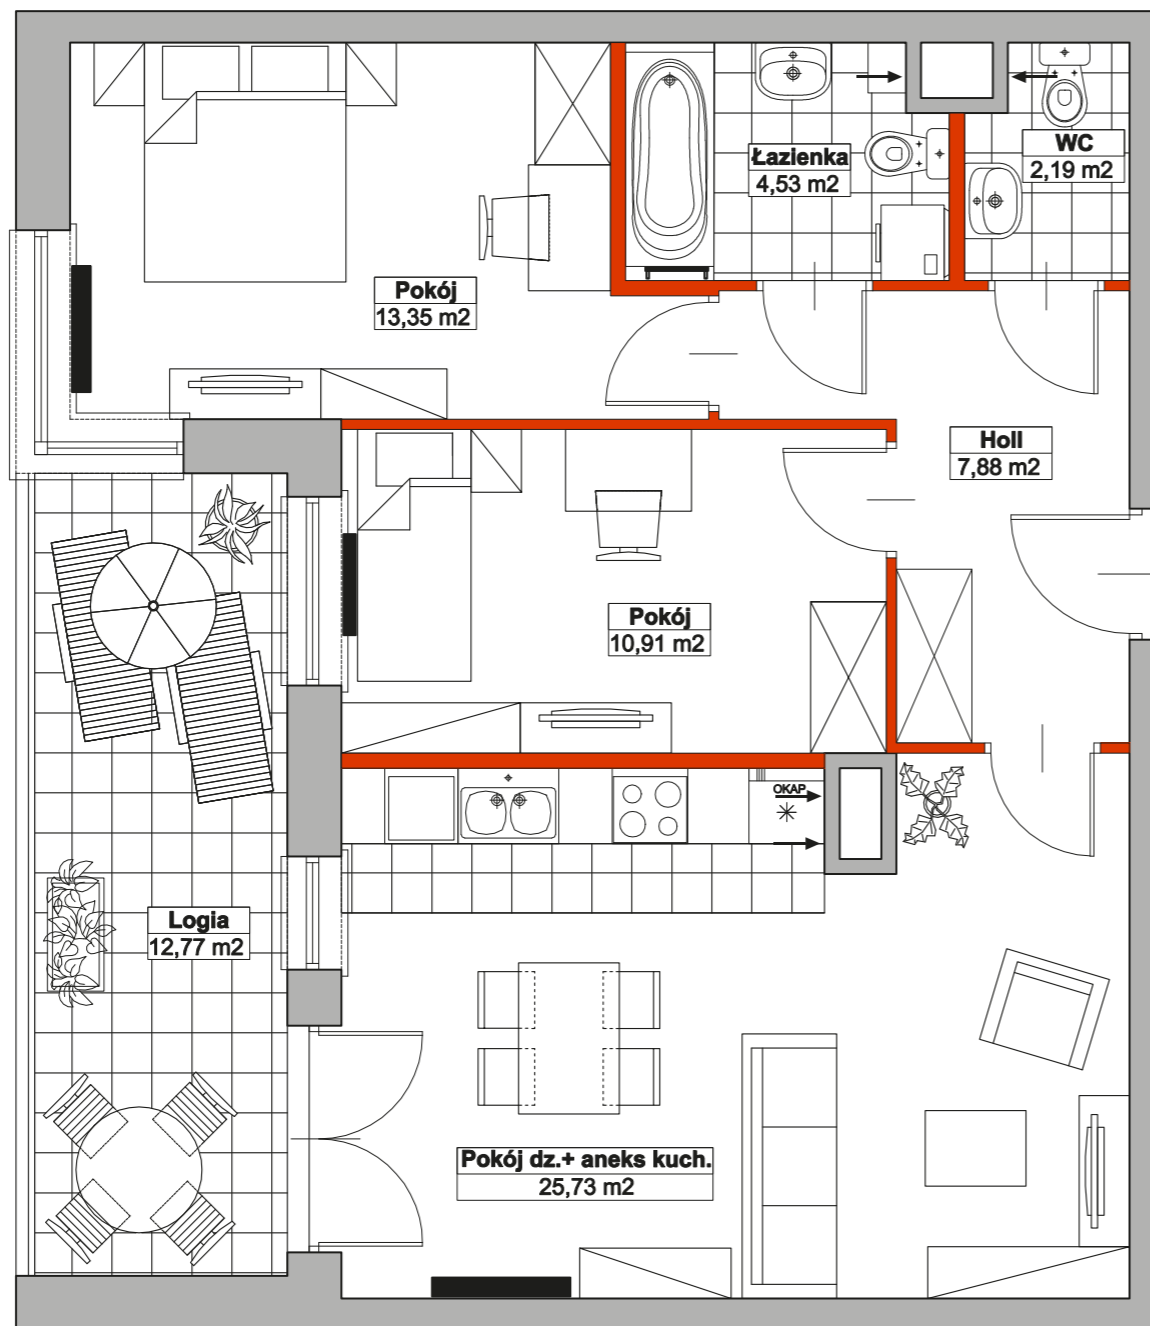 Łazienka
4,53 m2
WC
2,19 m2
Pokój
13,35 m2
Holl
7,88 m2
Pokój
10,91 m2
OKAP
Logia
12,77 m2
Pokój dz.+ aneks kuch.
25,73 m2